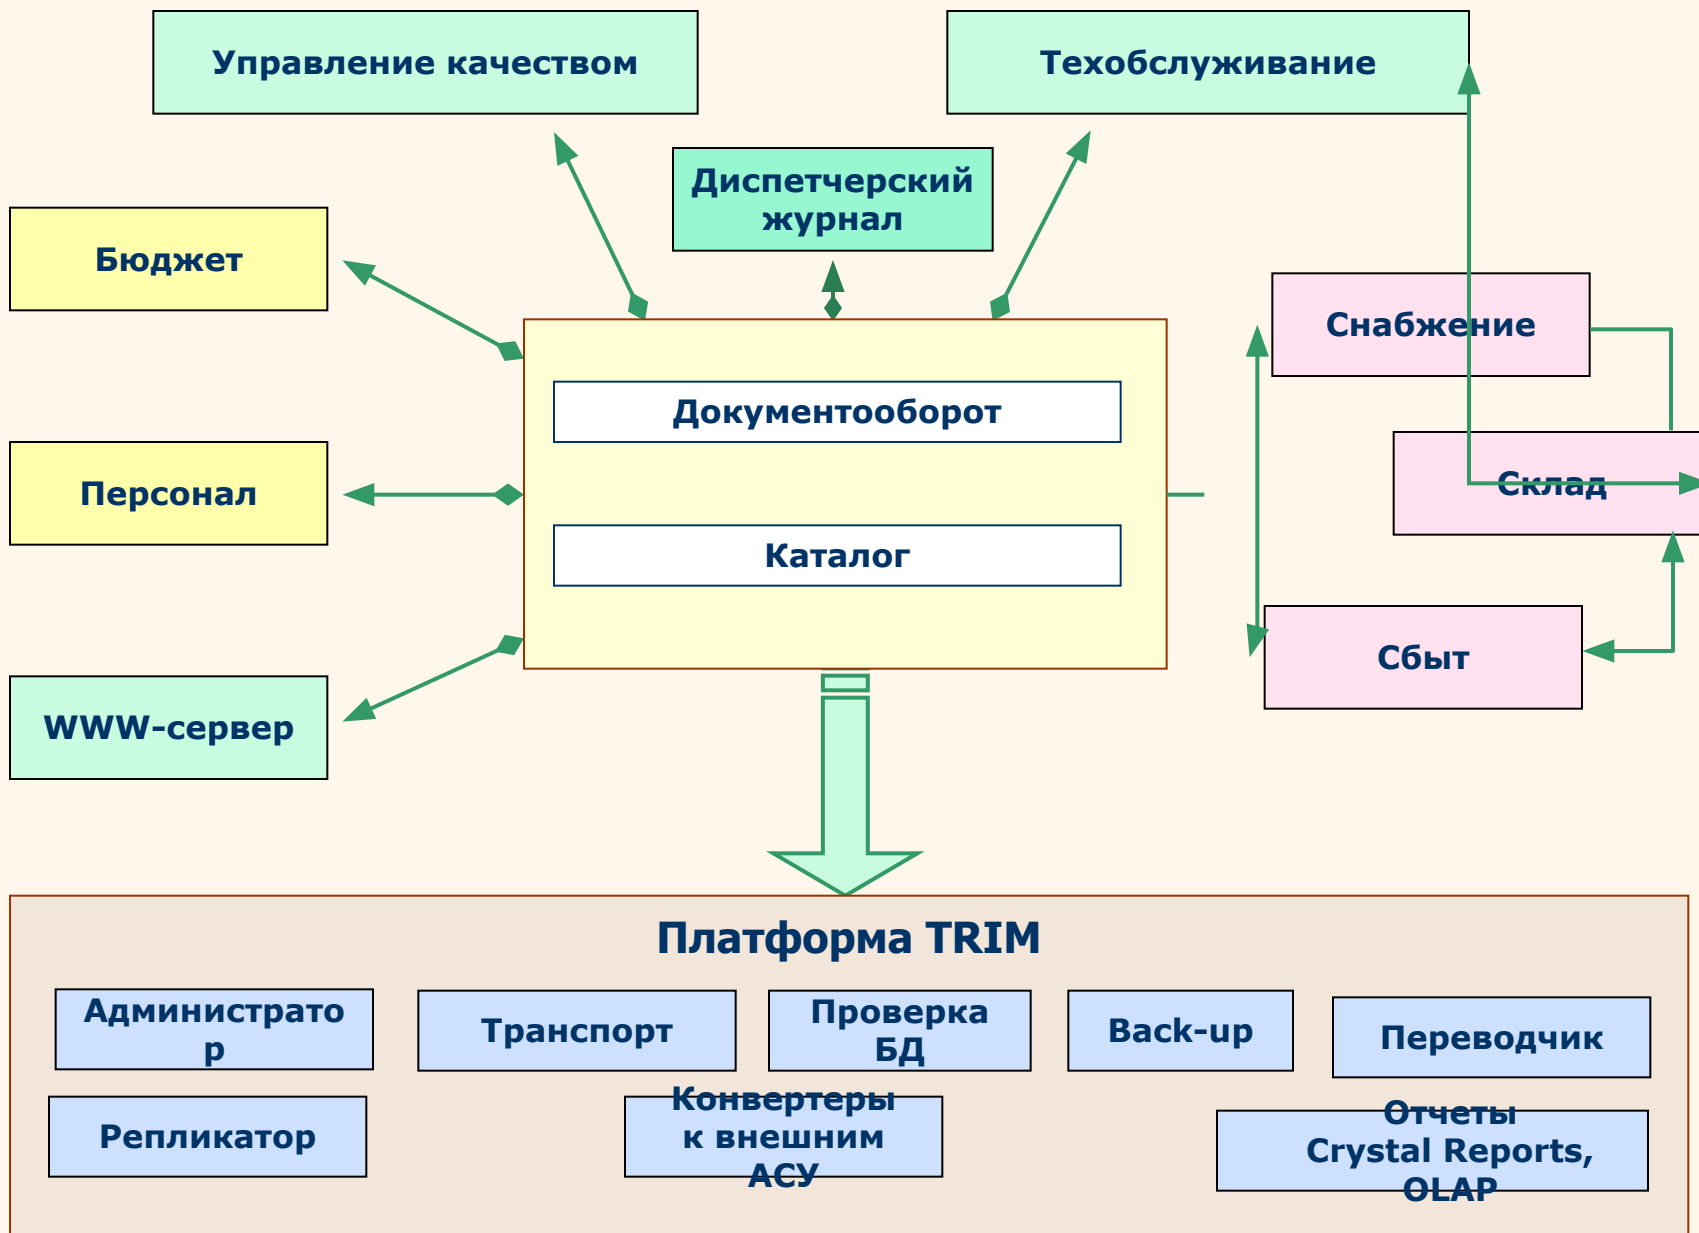 Управление качеством
Техобслуживание
Диспетчерский
журнал
Бюджет
Снабжение
Документооборот
Склад
Персонал
Каталог
Сбыт
WWW-сервер
Платформа TRIM
Администрато
р
Транспорт
Проверка
БД
Back-up
Переводчик
Репликатор
Конвертеры
к внешним
АСУ
Отчеты
Crystal Reports,
OLAP